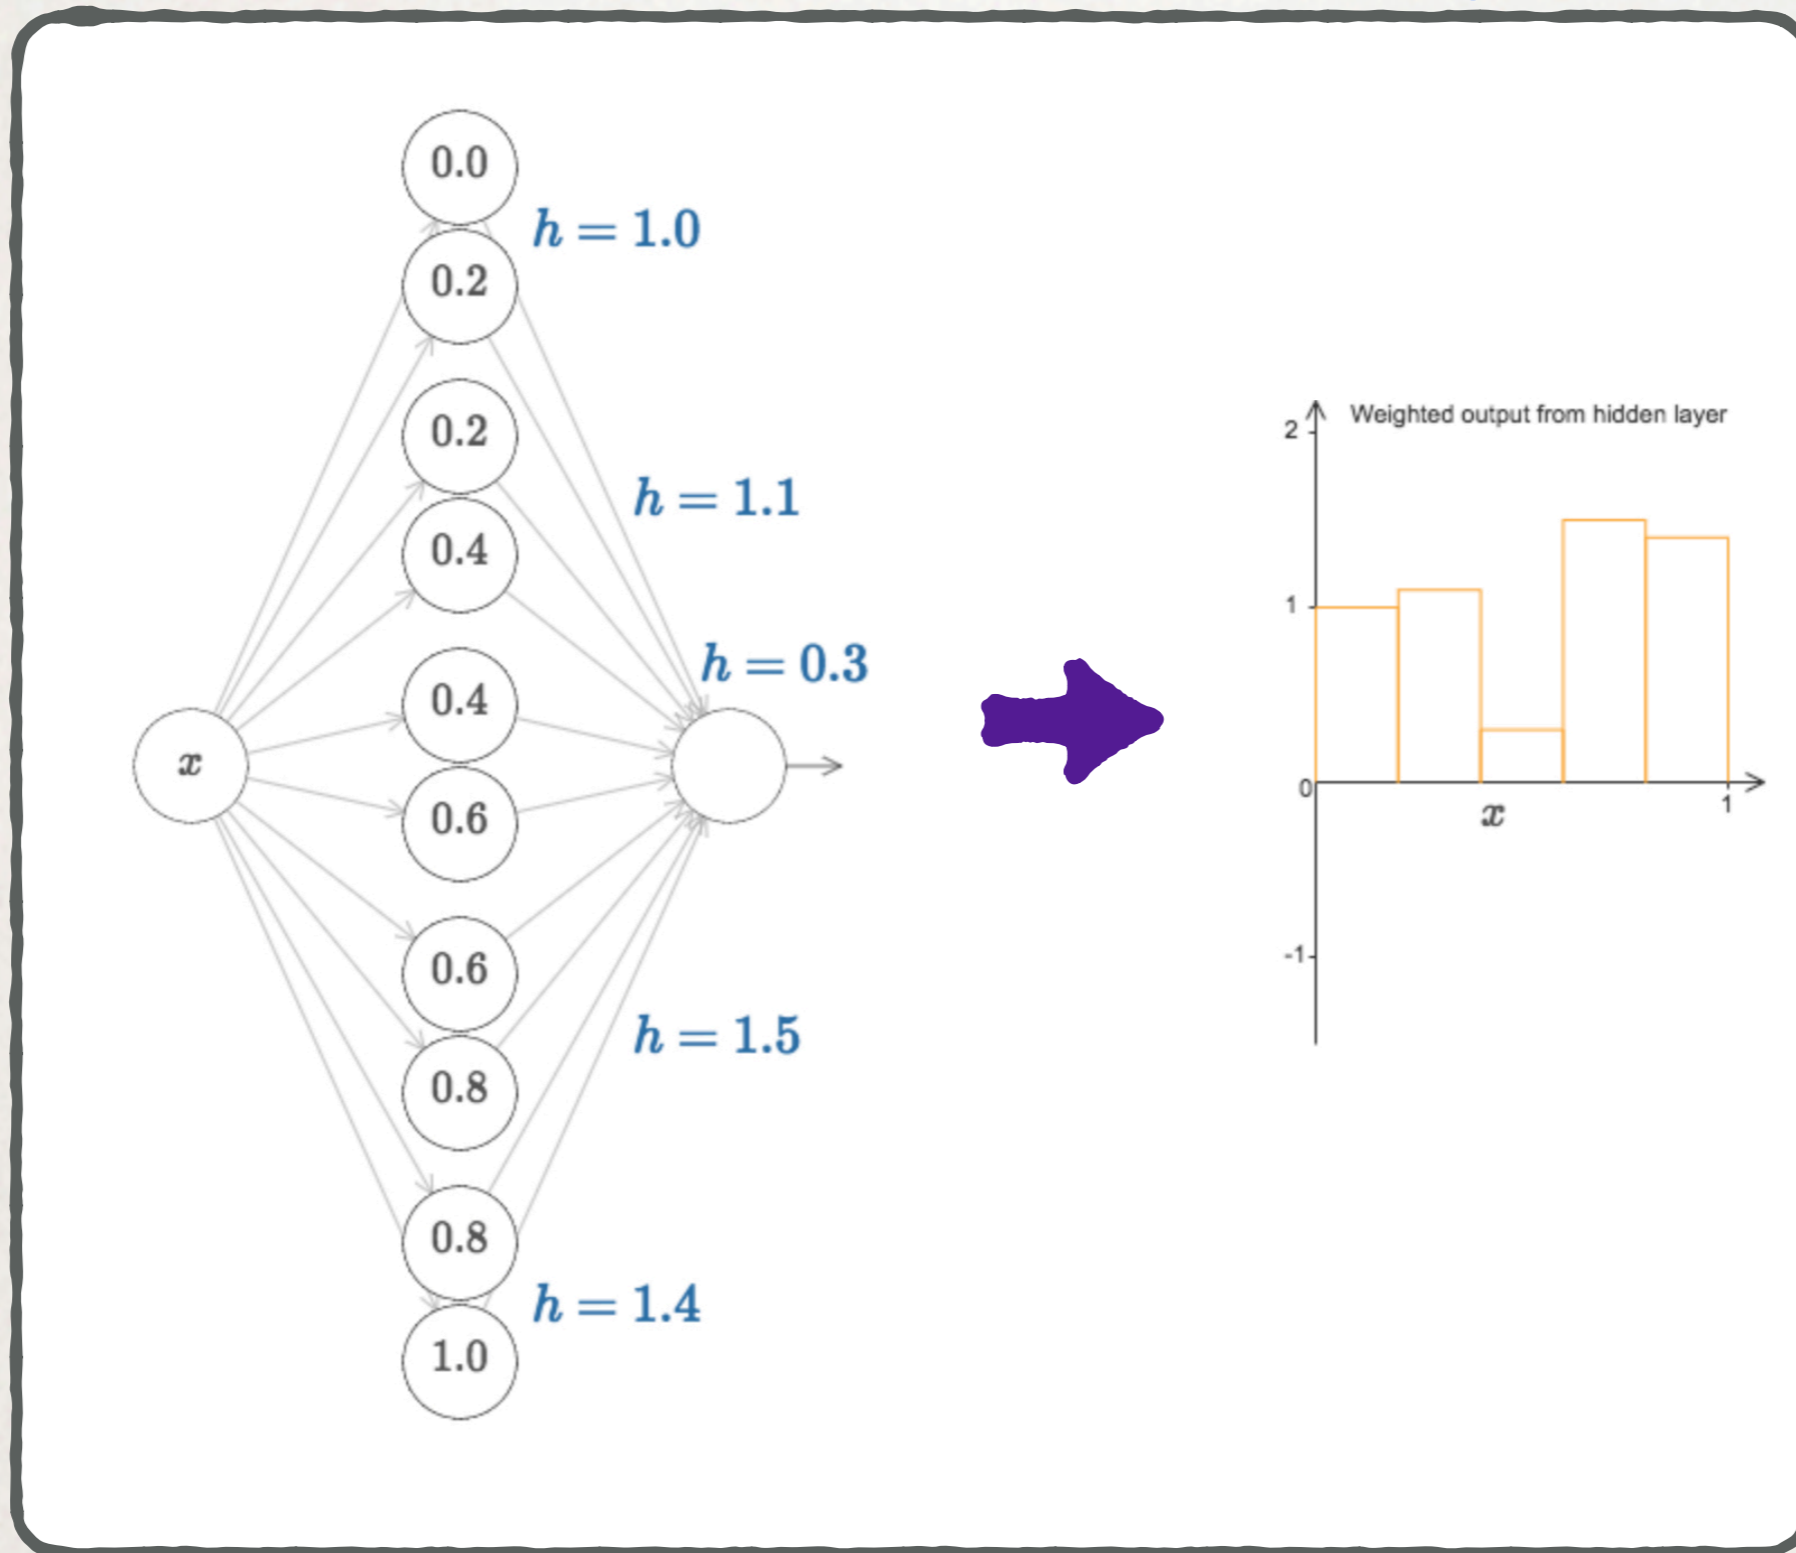 0.0
h = 1.0
0.2
0.2
h = 1.1
0.4
h = 0.3
0.4
x
0.6
0.6
h = 1.5
0.8
0.8
h = 1.4
1.0
Weighted output from hidden layer
2
1
0
1
x
-1